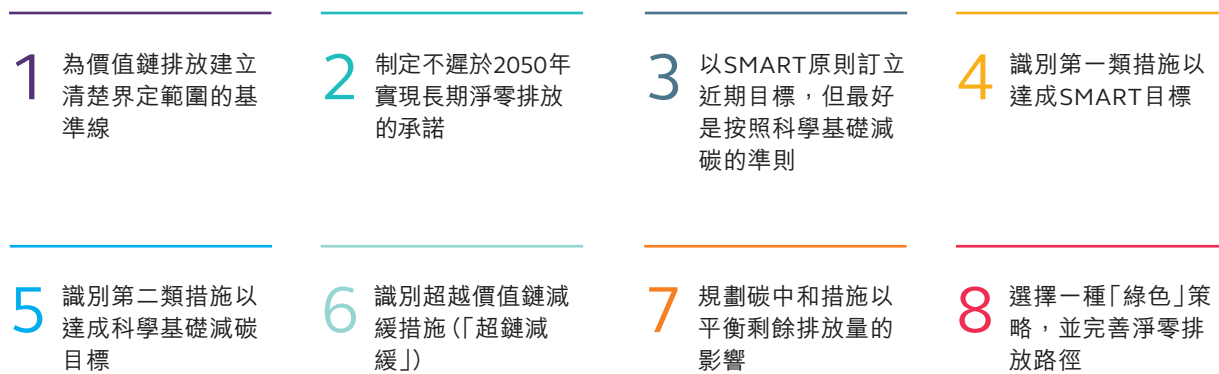 1
為價值鏈排放建立
清楚界定範圍的基
準線
2
制定不遲於2050年
實現長期淨零排放
的承諾
3
以SMART原則訂立
近期目標，但最好
是按照科學基礎減
碳的準則
4
識別第一類措施以
達成SMART目標
5
識別第二類措施以
達成科學基礎減碳
目標
6
識別超越價值鏈減
緩措施（「超鏈減
緩」）
7
規劃碳中和措施以
平衡剩餘排放量的
影響
8
選擇一種「綠色」策
略，並完善淨零排
放路徑